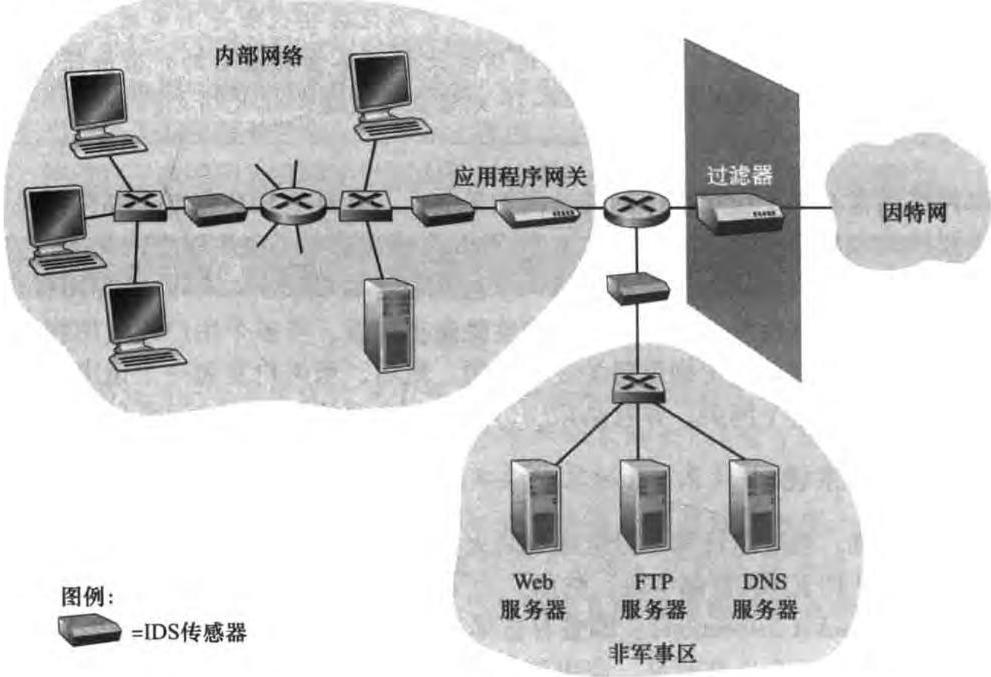 内部网络
应用程序网关
过滤器
因特网
Web
服务器
FTP
服务器
DNS
服务器
非军事区
图例：
=IDS传感器